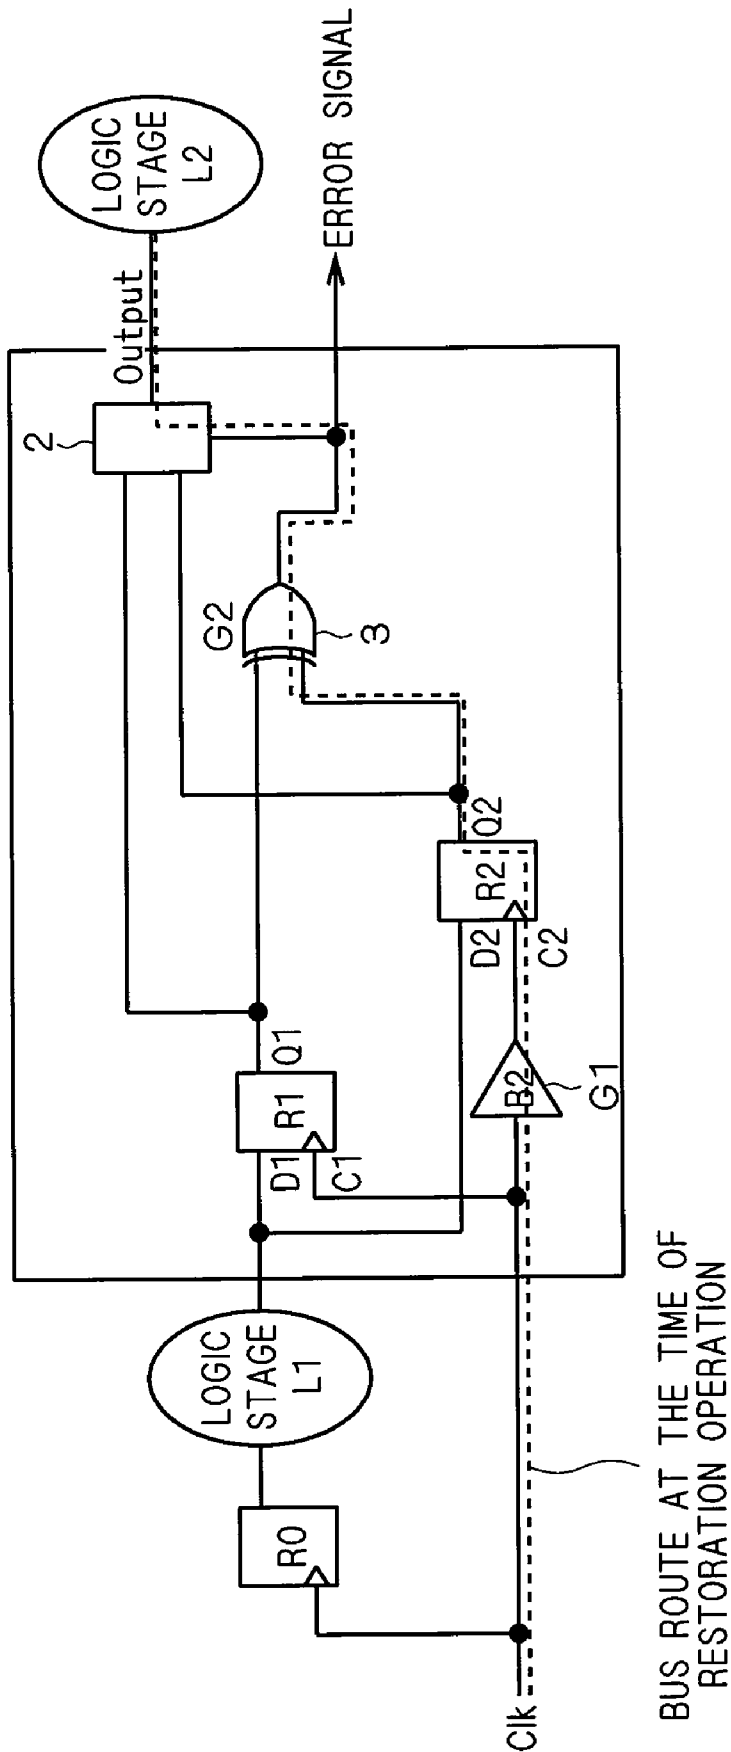 LOGIC
STAGE
L2
Output
ERROR SIGNAL
2
G2
3
Q2
R2
D2
C2
Q1
R1
D1
C1
B2
G1
LOGIC
STAGE
L1
R0
Clk
BUS ROUTE AT THE TIME OF
RESTORATION OPERATION